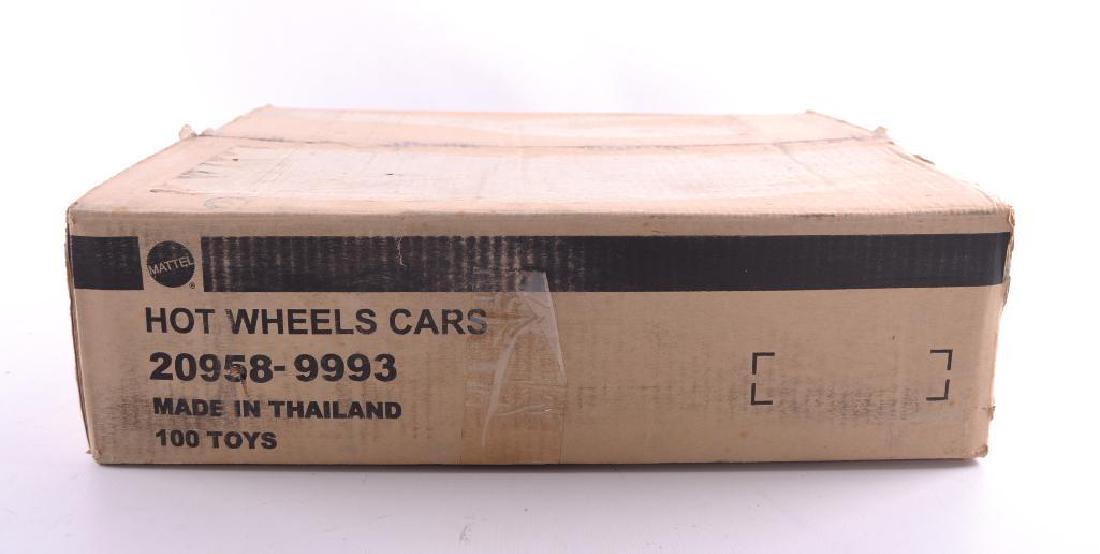 MATTEL
®
HOT WHEELS CARS
20958-9993
MADE IN THAILAND
100 TOYS